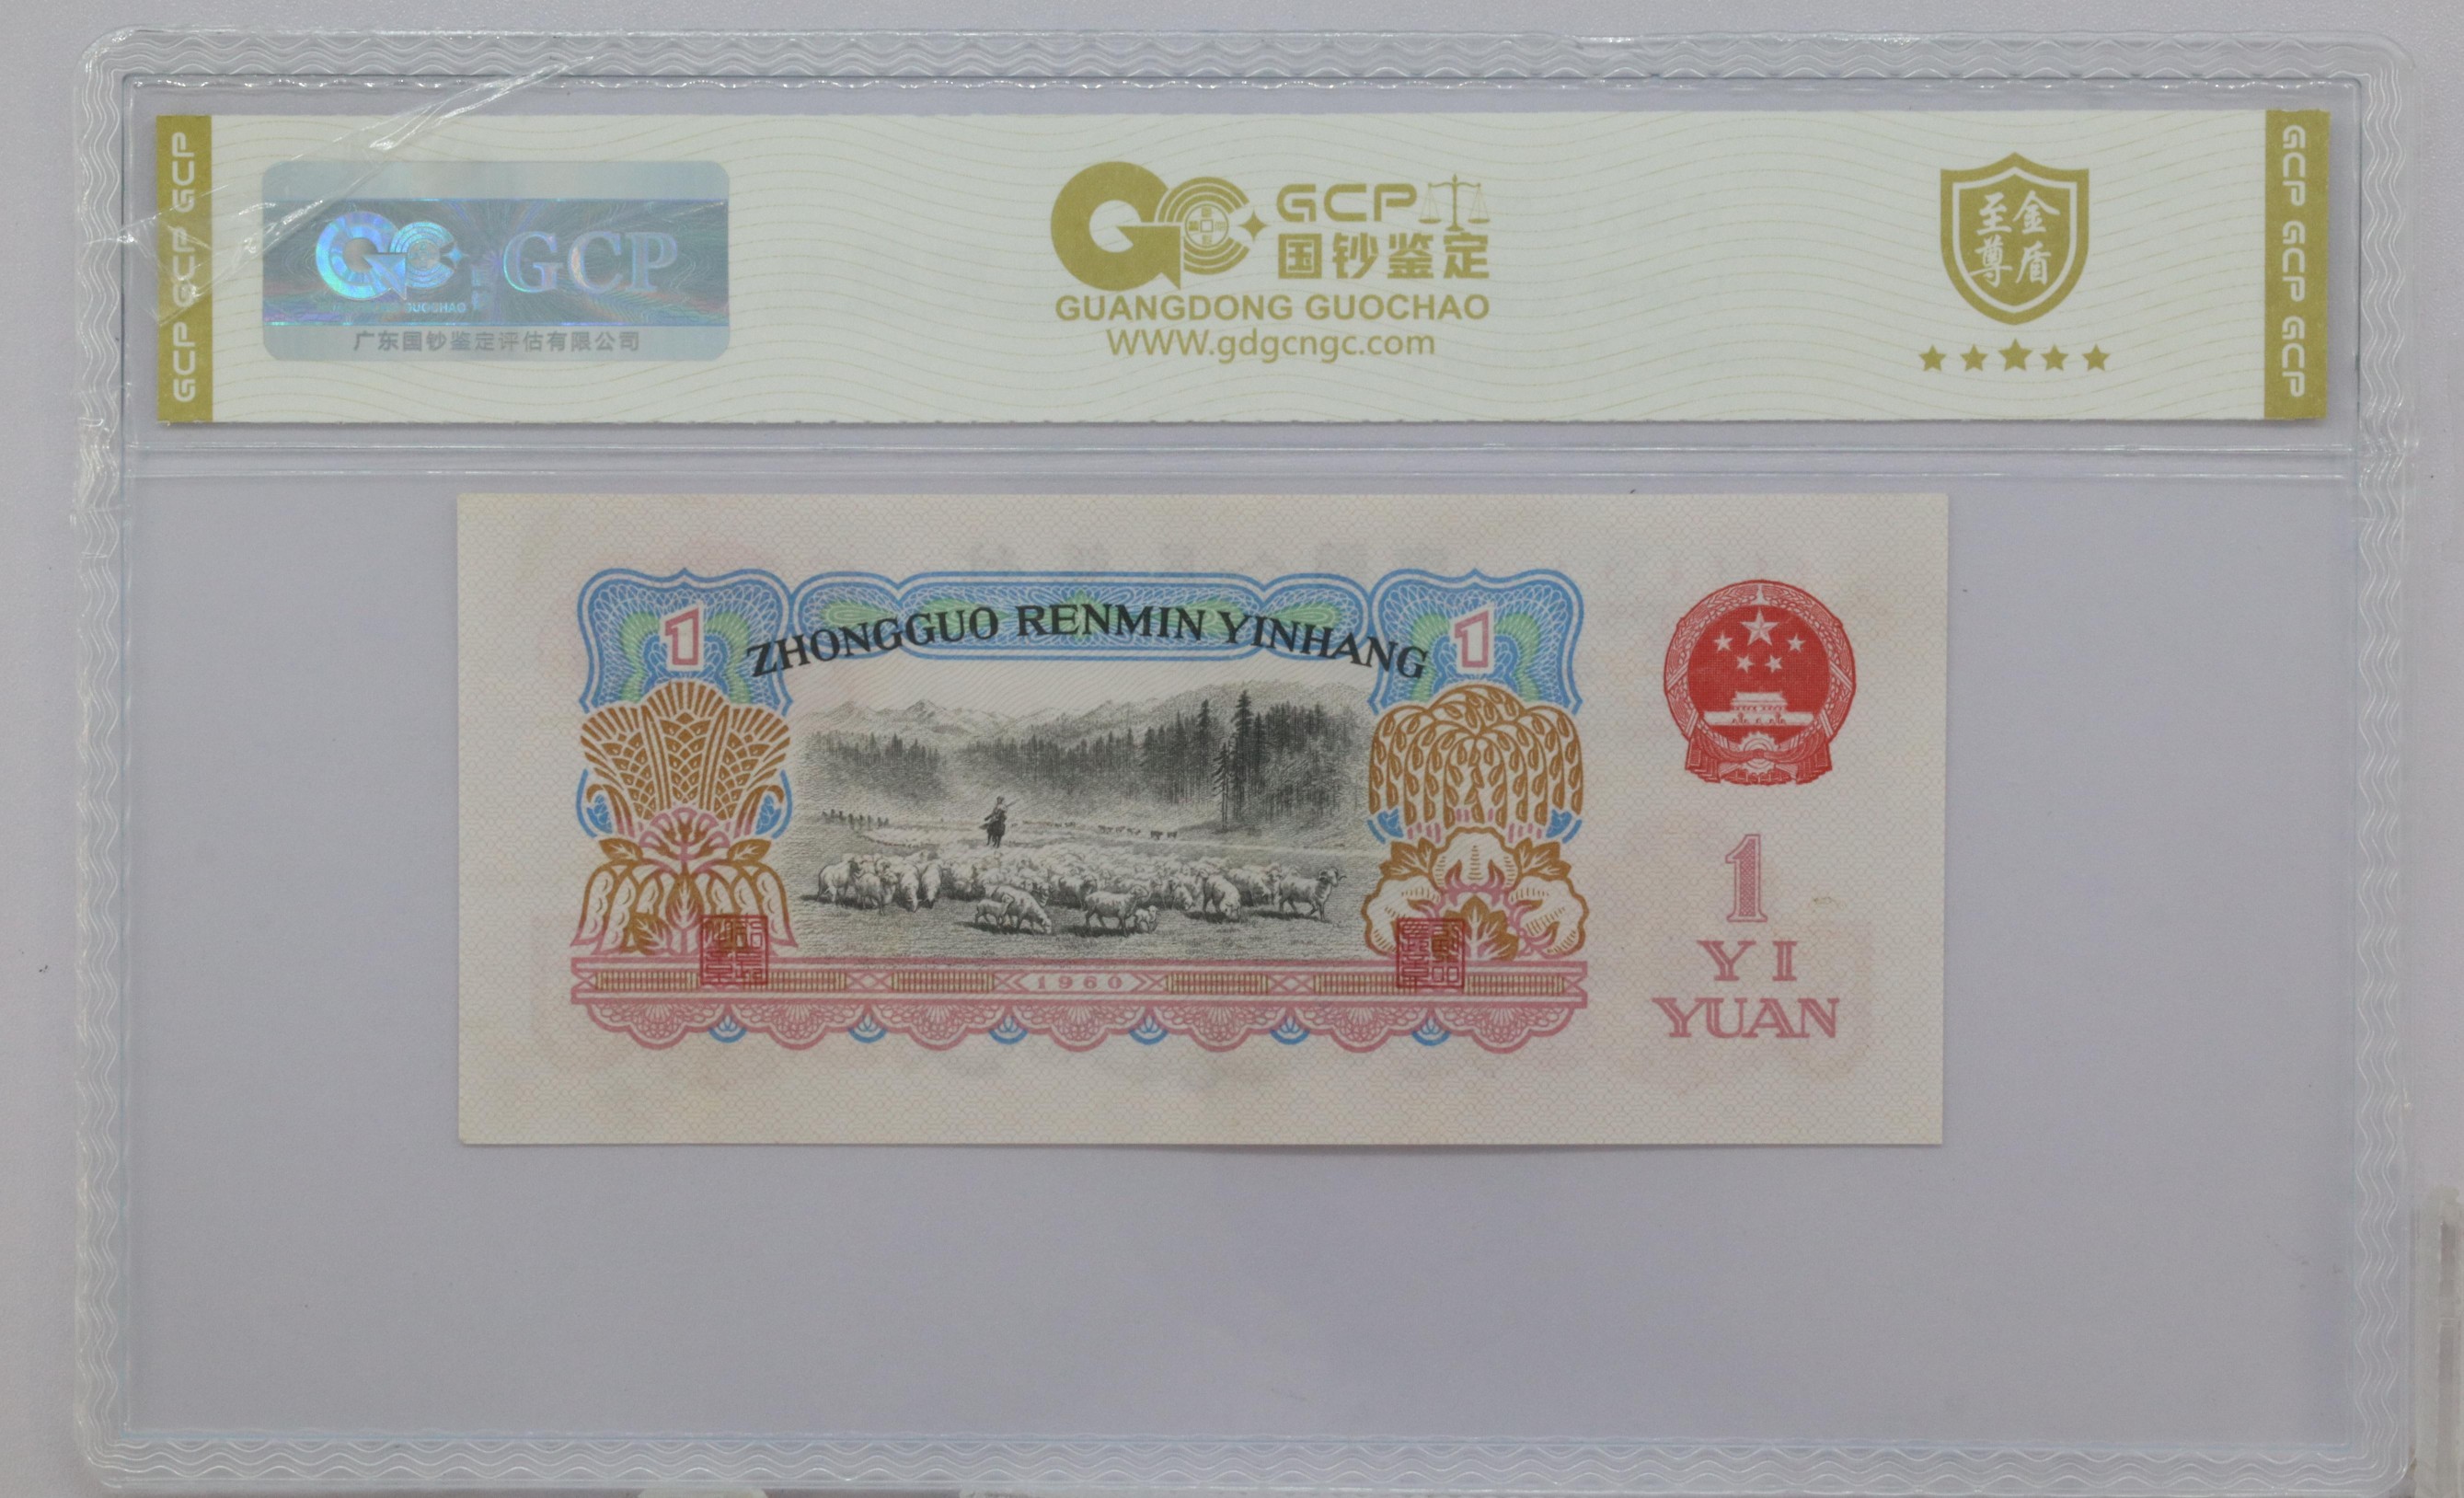 GCP GCP GCP
GCP
GUOCHAO
广东国钞鉴定评估有限公司
GCP
国钞鉴定
GUANGDONG GUOCHAO
WWW.gdgcngc.com
至尊
金盾
GCP GCP GCP
1
ZHONGGUO RENMIN YINHANG
1
1960
1
YI
YUAN